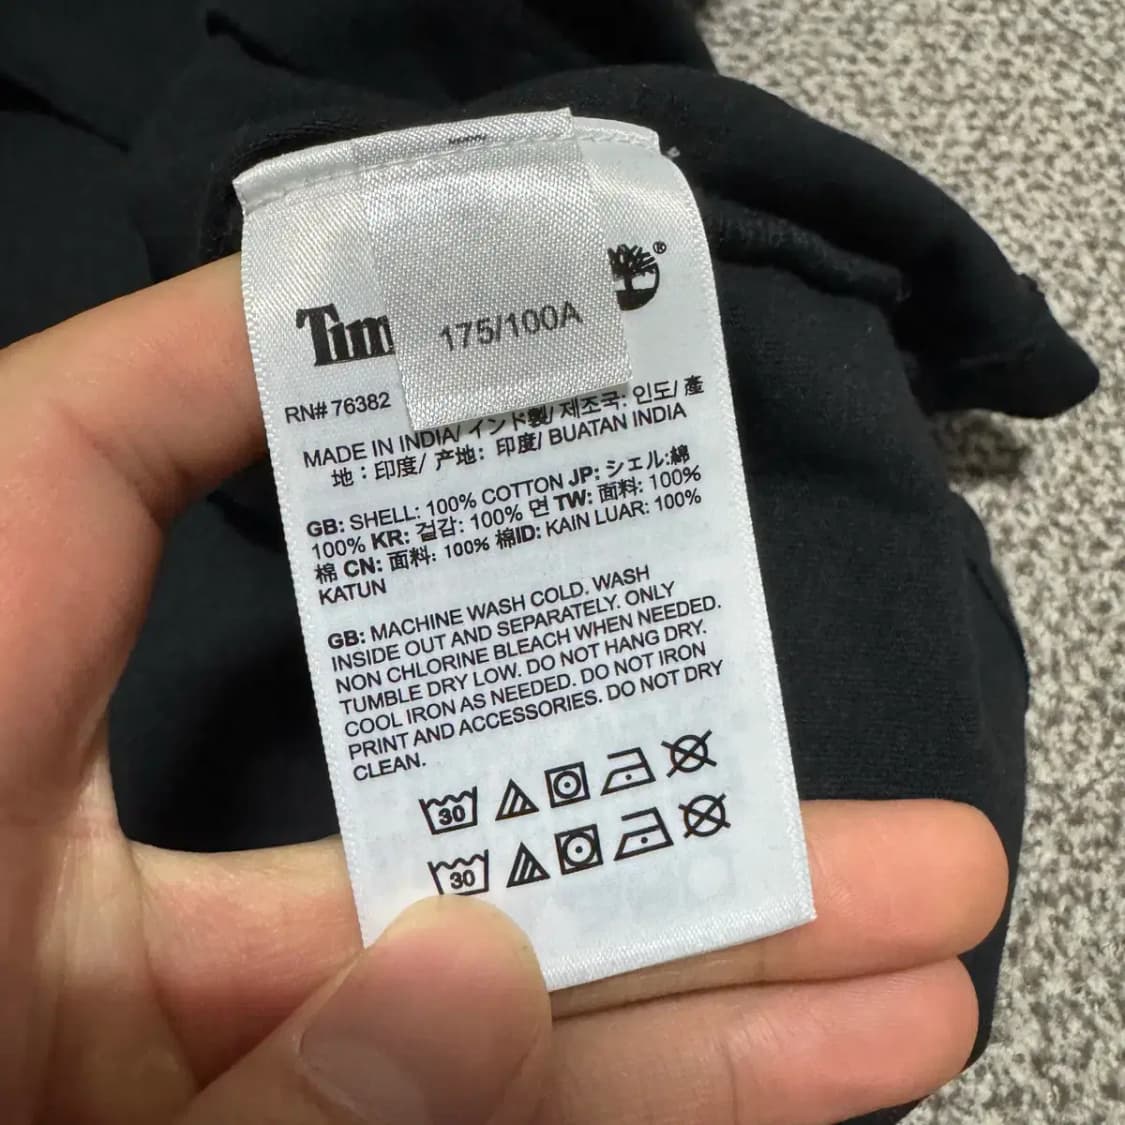 Tim
®
175/100A
RN# 76382
MADE IN INDIA/ インド製/ 제조국: 인도/ 產
地：印度/ 产地：印度/ BUATAN INDIA
GB: SHELL: 100% COTTON JP: シェル:綿
100% KR: 겉감: 100% 면 TW: 面料: 100%
棉 CN: 面料: 100% 棉ID: KAIN LUAR: 100%
KATUN
GB: MACHINE WASH COLD. WASH
INSIDE OUT AND SEPARATELY. ONLY
NON CHLORINE BLEACH WHEN NEEDED.
TUMBLE DRY LOW. DO NOT HANG DRY.
COOL IRON AS NEEDED. DO NOT IRON
PRINT AND ACCESSORIES. DO NOT DRY
CLEAN.
30
30